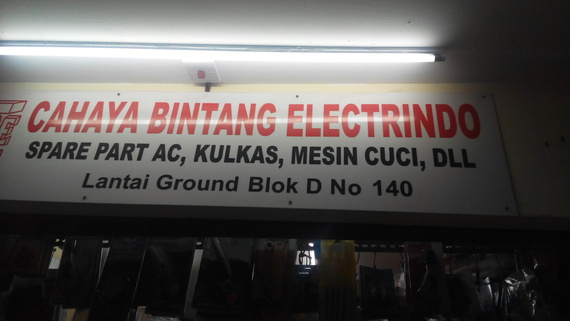 CAHAYA BINTANG ELECTRINDO
SPARE PART AC, KULKAS, MESIN CUCI, DLL
Lantai Ground Blok D No 140